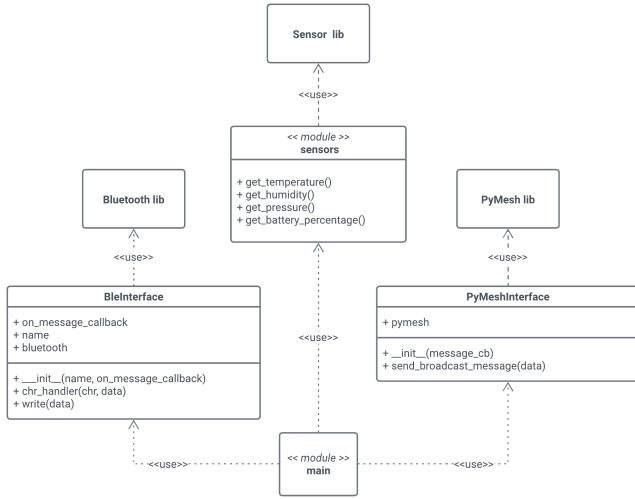 Sensor lib
<<use>>
<< module >>
sensors
+ get_temperature()
+ get_humidity()
+ get_pressure()
+ get_battery_percentage()
Bluetooth lib
PyMesh lib
<<use>>
<<use>>
BleInterface
+ on_message_callback
+ name
+ bluetooth
+ ___init__(name, on_message_callback)
+ chr_handler(chr, data)
+ write(data)
<<use>>
PyMeshInterface
+ pymesh
+ __init__(message_cb)
+ send_broadcast_message(data)
<<use>>
<< module >>
main
<<use>>